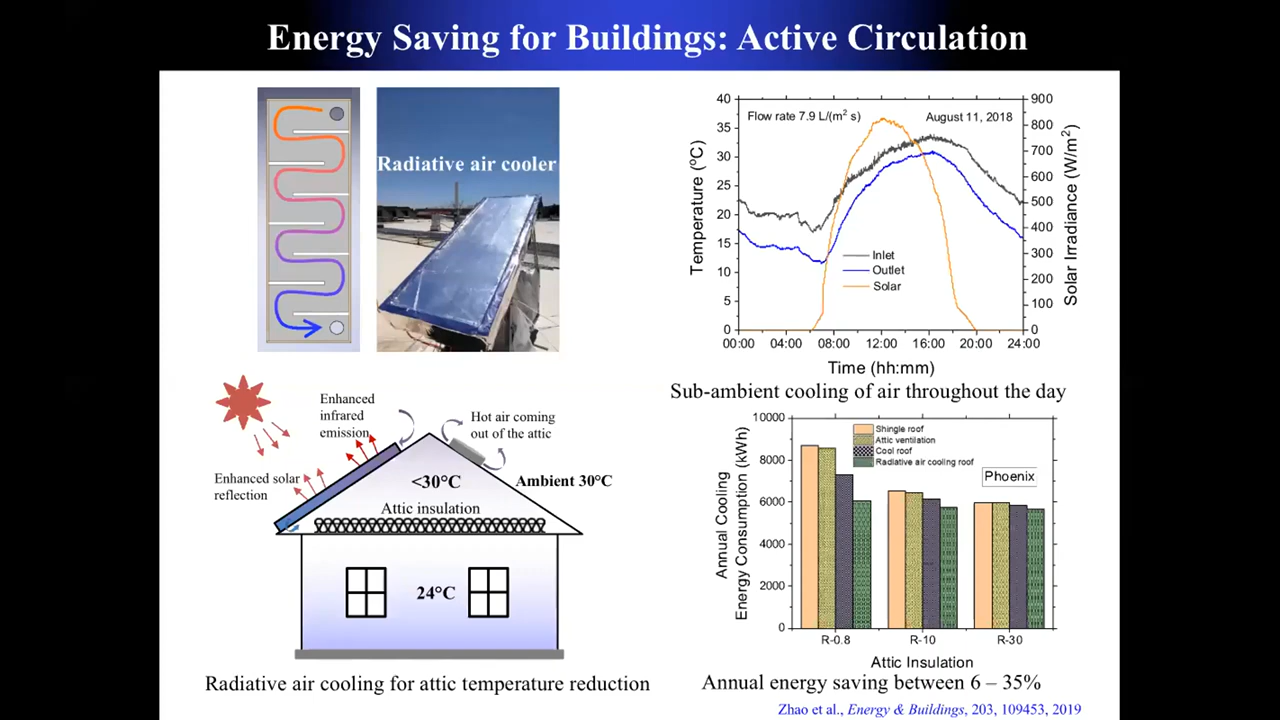 Energy Saving for Buildings: Active Circulation
Radiative air cooler
Flow rate 7.9 L/(m² s)
August 11, 2018
Temperature (°C)
40
35
30
25
20
15
10
5
0
Inlet
Outlet
Solar
900
800
700
600
500
400
300
200
100
0
Solar Irradiance (W/m²)
00:00 04:00 08:00 12:00 16:00 20:00 24:00
Time (hh:mm)
Sub-ambient cooling of air throughout the day
Enhanced
infrared
emission
Hot air coming
out of the attic
Enhanced solar
reflection
<30°C
Ambient 30°C
Attic insulation
24°C
Radiative air cooling for attic temperature reduction
Annual Cooling
Energy Consumption (kWh)
10000
8000
6000
4000
2000
0
Shingle roof
Attic ventilation
Cool roof
Radiative air cooling roof
Phoenix
R-0.8 R-10 R-30
Attic Insulation
Annual energy saving between 6 – 35%
Zhao et al., Energy & Buildings, 203, 109453, 2019